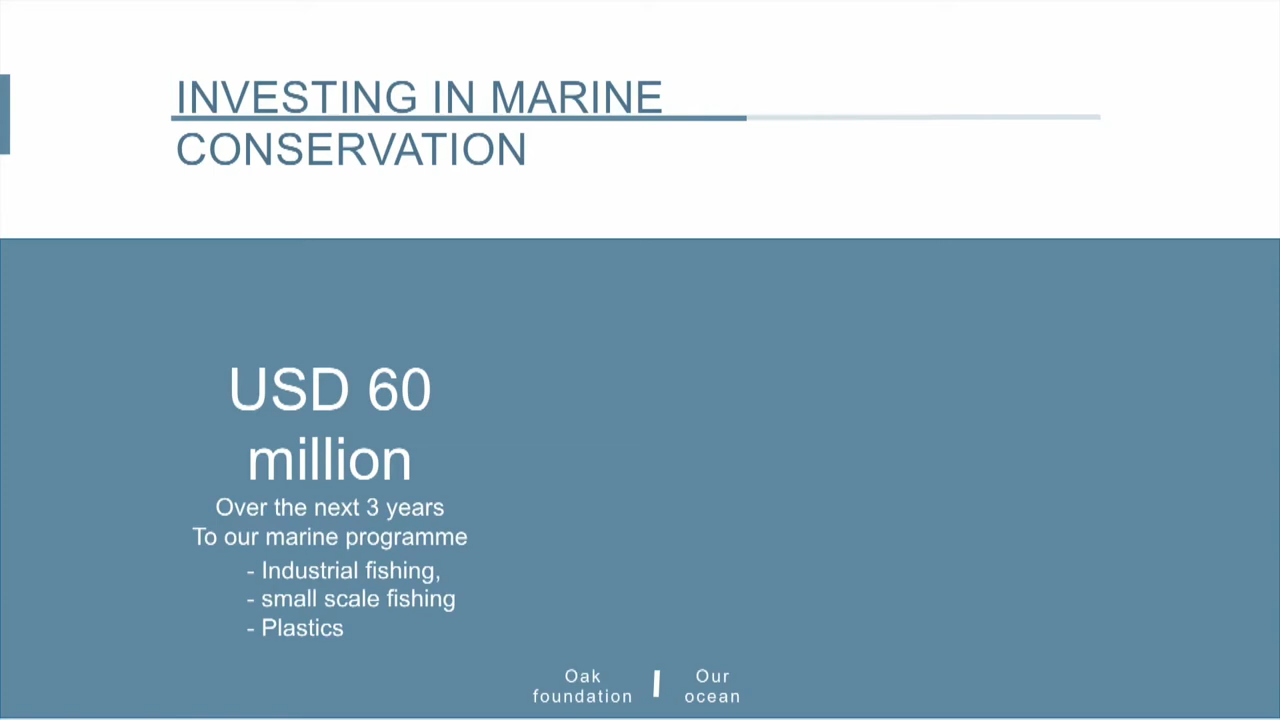 INVESTING IN MARINE
CONSERVATION
USD 60
million
Over the next 3 years
To our marine programme
- Industrial fishing,
- small scale fishing
- Plastics
Oak
foundation
Our
ocean